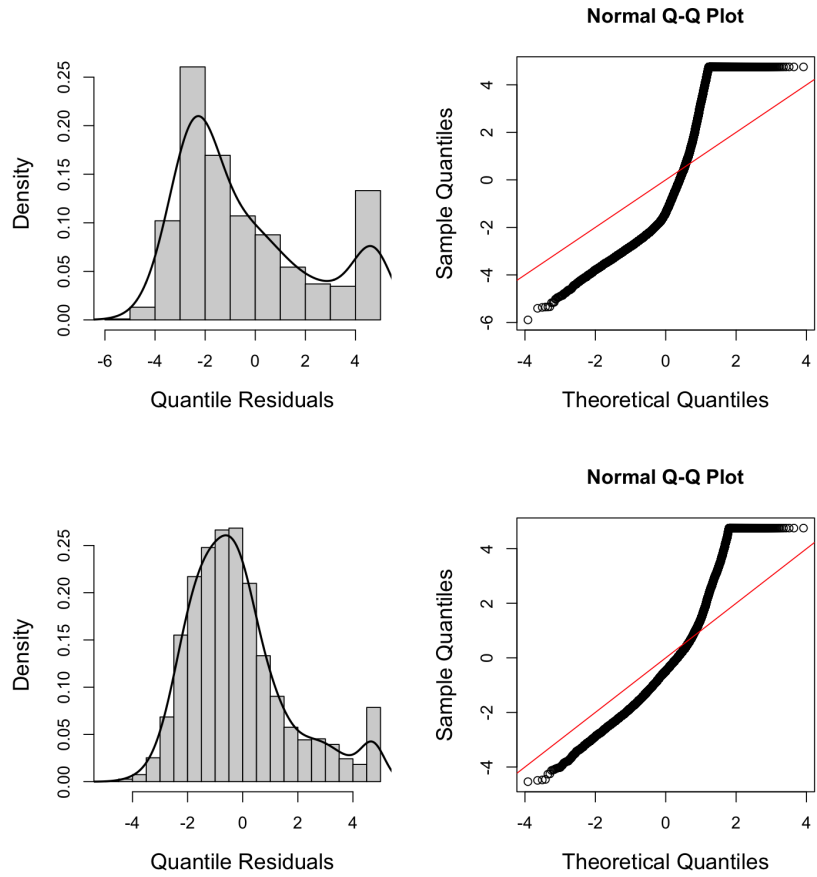 Normal Q-Q Plot
Density
0.00 0.05 0.10 0.15 0.20 0.25
-6 -4 -2 0 2 4
Quantile Residuals
Sample Quantiles
-6 -4 -2 0 2 4
-4 -2 0 2 4
Theoretical Quantiles
Normal Q-Q Plot
Density
0.00 0.05 0.10 0.15 0.20 0.25
-4 -2 0 2 4
Quantile Residuals
Sample Quantiles
-4 -2 0 2 4
-4 -2 0 2 4
Theoretical Quantiles